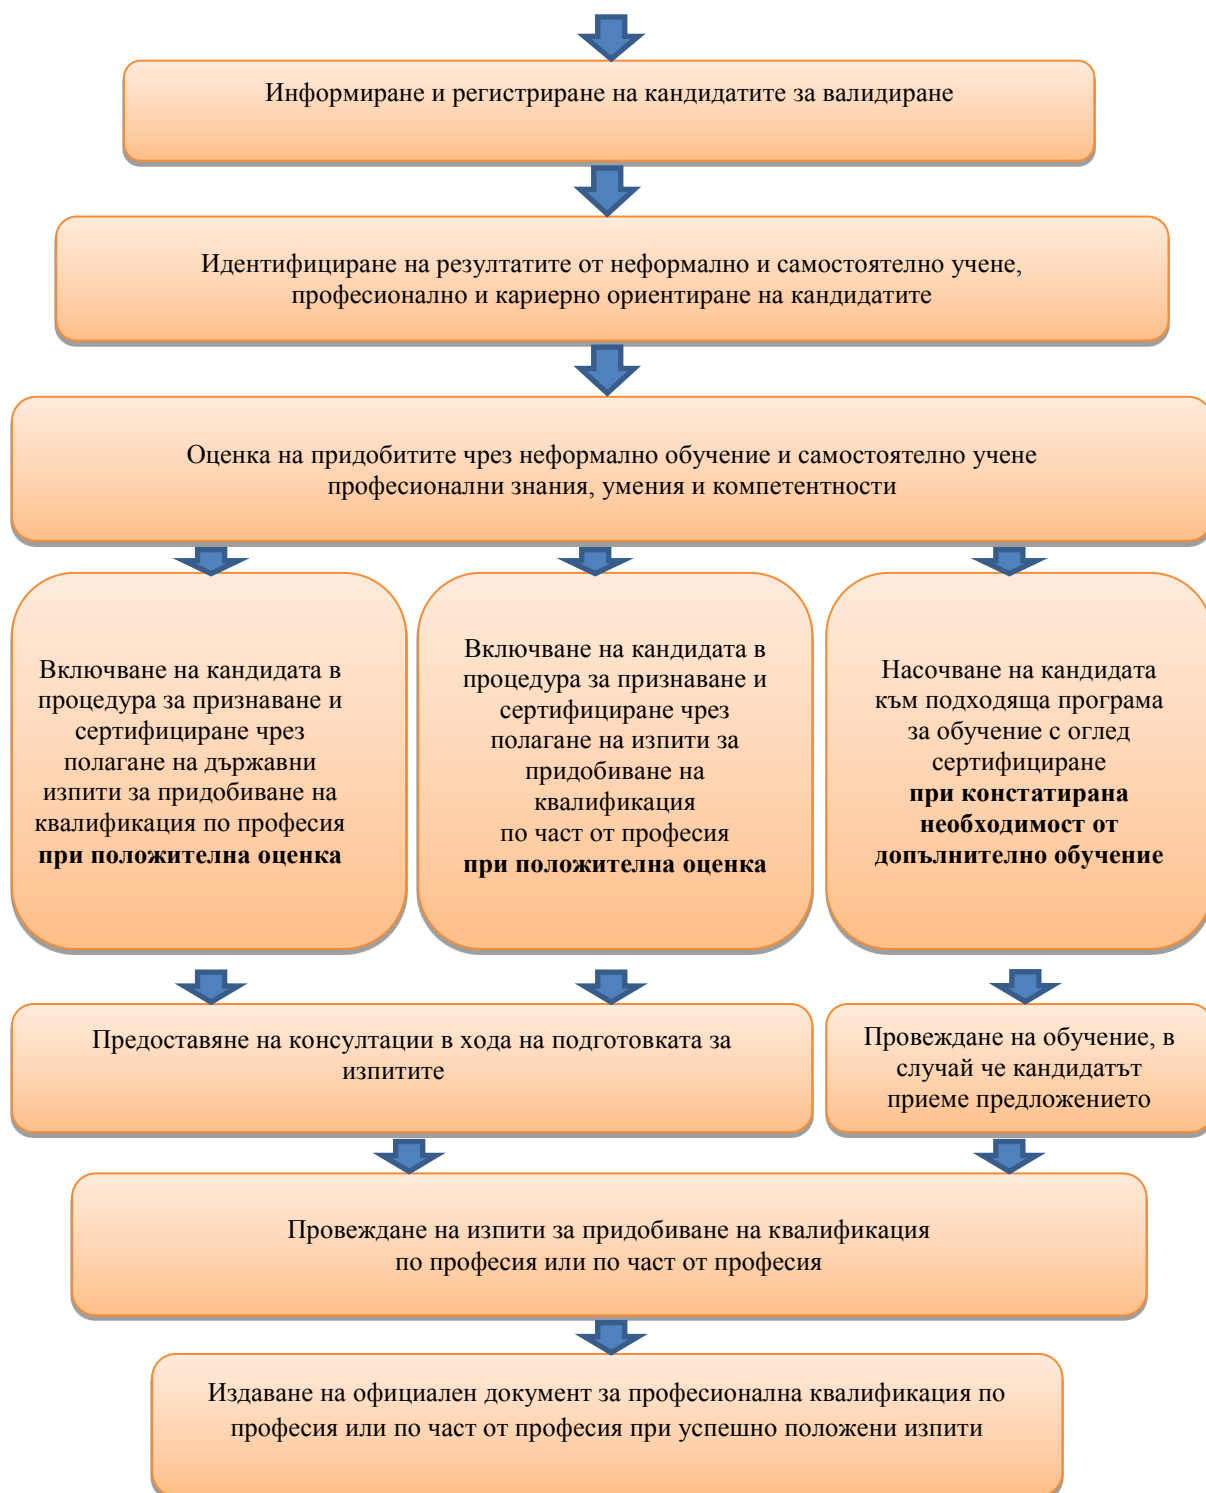 Информиране и регистриране на кандидатите за валидиране
Идентифициране на резултатите от неформално и самостоятелно учене,
професионално и кариерно ориентиране на кандидатите
Оценка на придобитите чрез неформално обучение и самостоятелно учене
професионални знания, умения и компетентности
Включване на кандидата в
процедура за признаване и
сертифициране чрез
полагане на държавни
изпити за придобиване на
квалификация по професия
при положителна оценка
Включване на кандидата в
процедура за признаване и
сертифициране чрез
полагане на изпити за
придобиване на
квалификация
по част от професия
при положителна оценка
Насочване на кандидата
към подходяща програма
за обучение с оглед
сертифициране
при констатирана
необходимост от
допълнително обучение
Предоставяне на консултации в хода на подготовката за
изпитите
Провеждане на обучение, в
случай че кандидатът
приеме предложението
Провеждане на изпити за придобиване на квалификация
по професия или по част от професия
Издаване на официален документ за професионална квалификация по
професия или по част от професия при успешно положени изпити